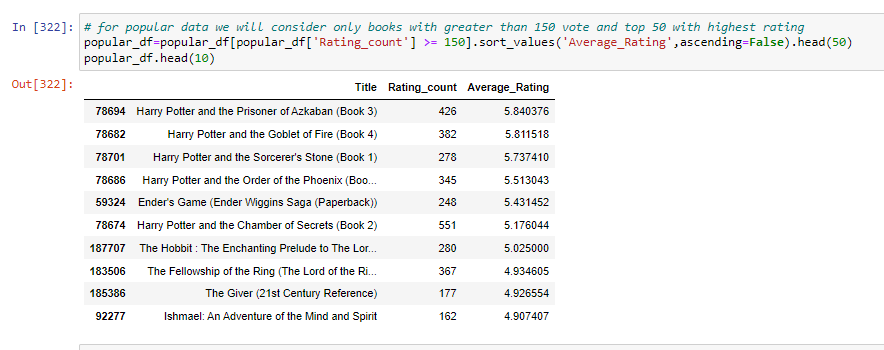 In [322]: # for popular data we will consider only books with greater than 150 vote and top 50 with highest rating
popular_df=popular_df[popular_df['Rating_count'] >= 150].sort_values('Average_Rating',ascending=False).head(50)
popular_df.head(10)
Out[322]:
Title Rating_count Average_Rating
78694 Harry Potter and the Prisoner of Azkaban (Book 3) 426 5.840376
78682 Harry Potter and the Goblet of Fire (Book 4) 382 5.811518
78701 Harry Potter and the Sorcerer's Stone (Book 1) 278 5.737410
78686 Harry Potter and the Order of the Phoenix (Boo... 345 5.513043
59324 Ender's Game (Ender Wiggins Saga (Paperback)) 248 5.431452
78674 Harry Potter and the Chamber of Secrets (Book 2) 551 5.176044
187707 The Hobbit : The Enchanting Prelude to The Lor... 280 5.025000
183506 The Fellowship of the Ring (The Lord of the Ri... 367 4.934605
185386 The Giver (21st Century Reference) 177 4.926554
92277 Ishmael: An Adventure of the Mind and Spirit 162 4.907407